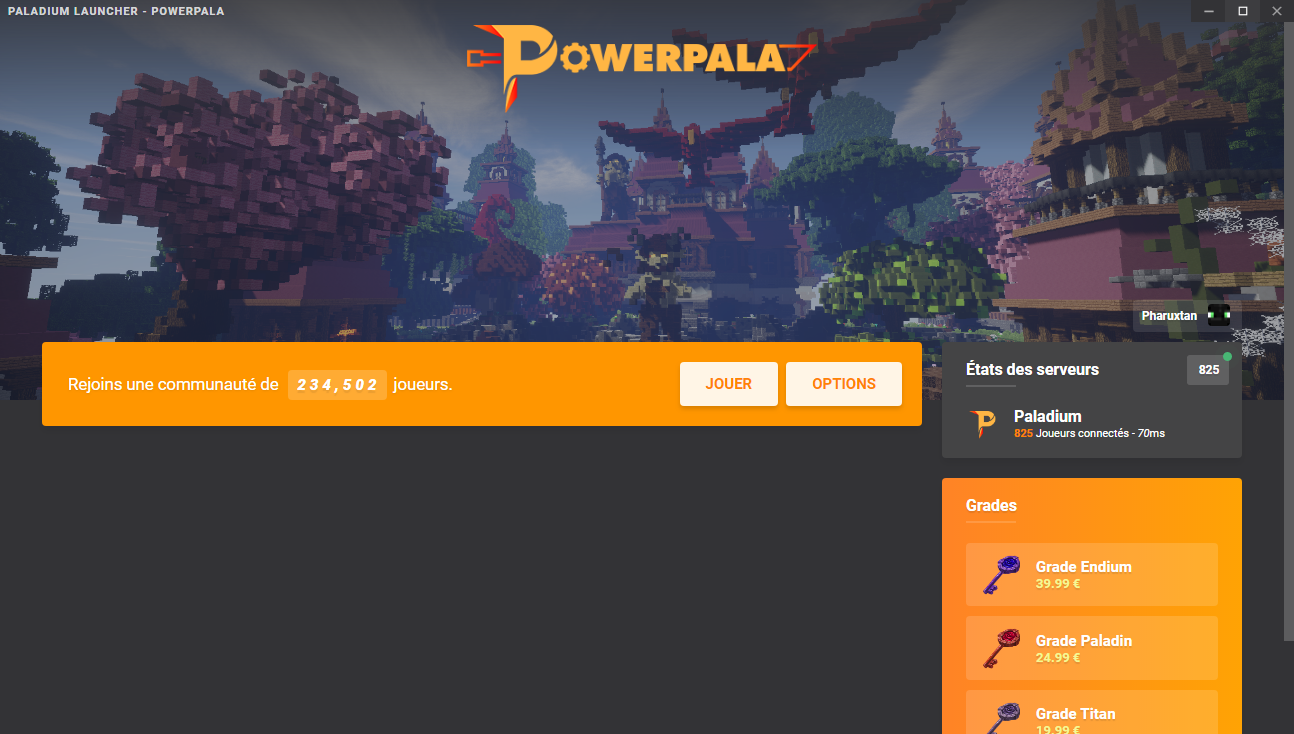 PALADIUM LAUNCHER - POWERPALA
POWERPALA
Pharuxtan
Rejoins une communauté de 234,502 joueurs.
JOUER
OPTIONS
États des serveurs
825
Paladium
825 Joueurs connectés - 70ms
Grades
Grade Endium
39.99 €
Grade Paladin
24.99 €
Grade Titan
19.99 €